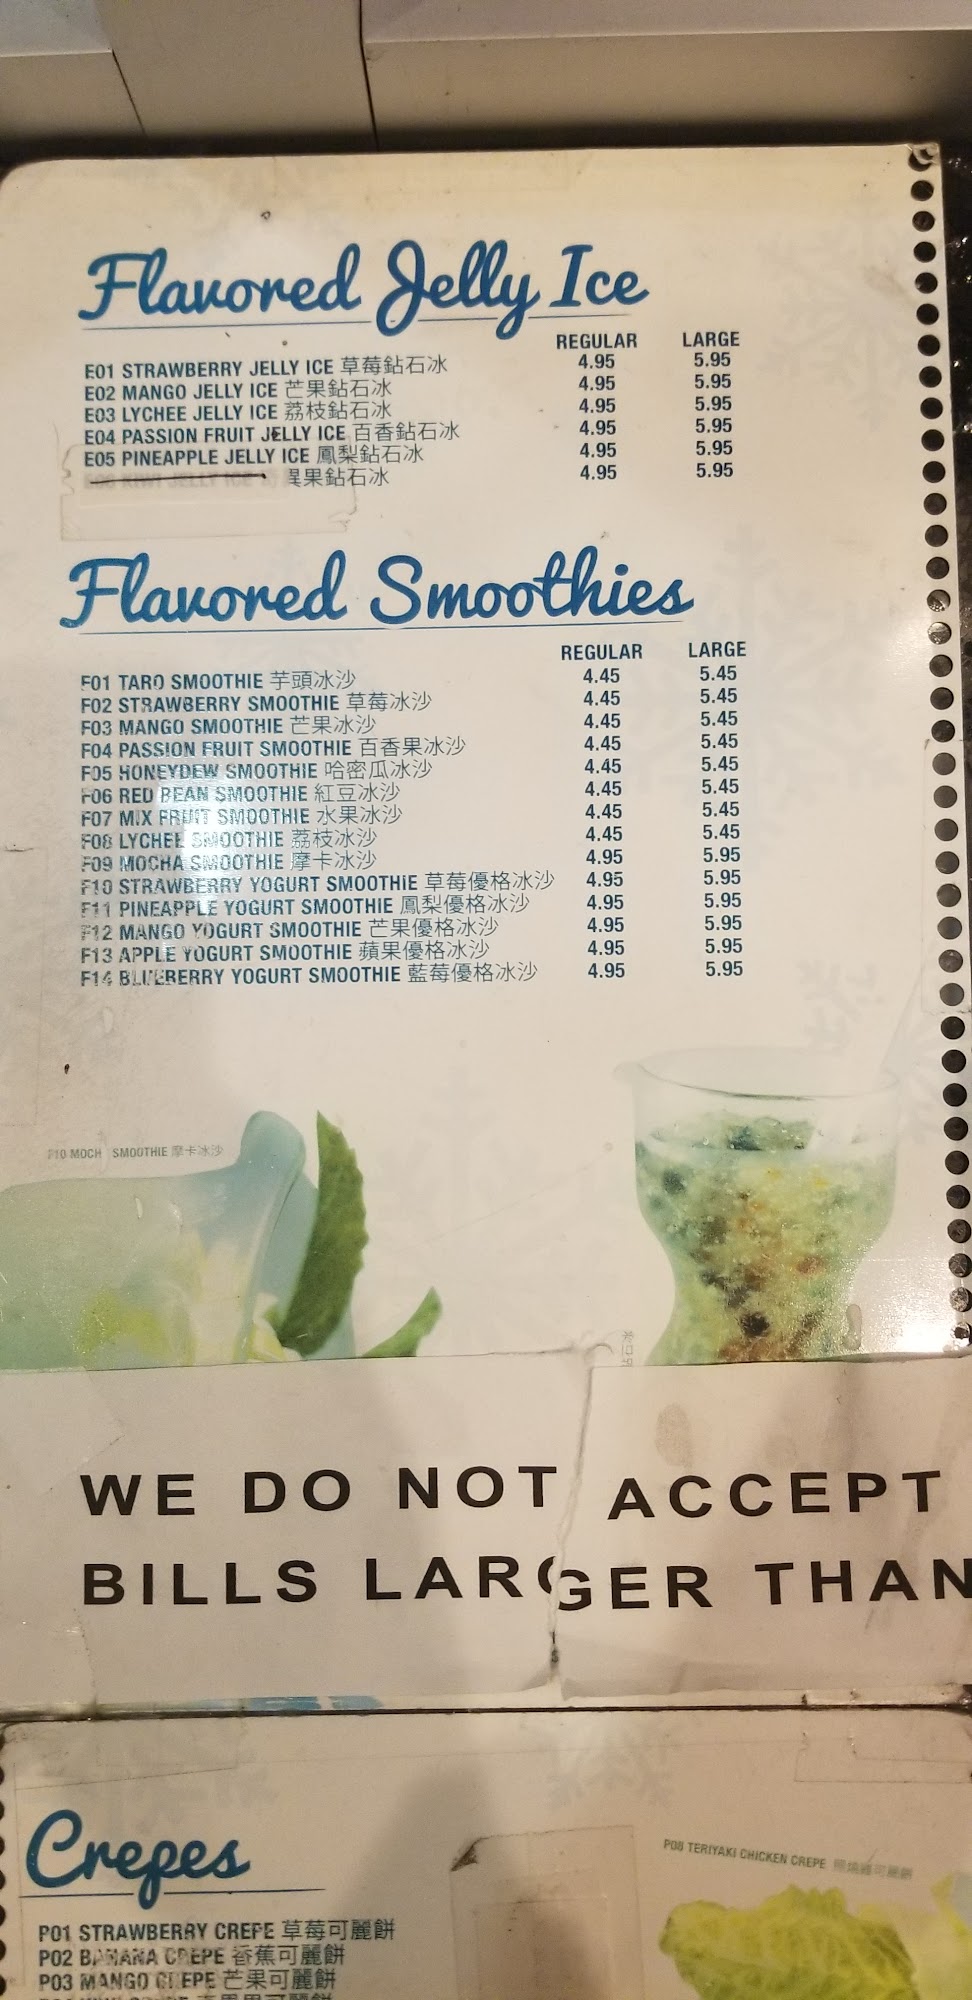 Flavored Jelly Ice
REGULAR LARGE
E01 STRAWBERRY JELLY ICE 草莓鉆石冰 4.95 5.95
E02 MANGO JELLY ICE 芒果鉆石冰 4.95 5.95
E03 LYCHEE JELLY ICE 荔枝鉆石冰 4.95 5.95
E04 PASSION FRUIT JELLY ICE 百香鉆石冰 4.95 5.95
E05 PINEAPPLE JELLY ICE 鳳梨鉆石冰 4.95 5.95
E06 KIWI JELLY ICE 異果鉆石冰 4.95 5.95
Flavored Smoothies
REGULAR LARGE
F01 TARO SMOOTHIE 芋頭冰沙 4.45 5.45
F02 STRAWBERRY SMOOTHIE 草莓冰沙 4.45 5.45
F03 MANGO SMOOTHIE 芒果冰沙 4.45 5.45
F04 PASSION FRUIT SMOOTHIE 百香果冰沙 4.45 5.45
F05 HONEYDEW SMOOTHIE 哈密瓜冰沙 4.45 5.45
F06 RED BEAN SMOOTHIE 紅豆冰沙 4.45 5.45
F07 MIX FRUIT SMOOTHIE 水果冰沙 4.45 5.45
F08 LYCHEE SMOOTHIE 荔枝冰沙 4.45 5.45
F09 MOCHA SMOOTHIE 摩卡冰沙 4.95 5.95
F10 STRAWBERRY YOGURT SMOOTHIE 草莓優格冰沙 4.95 5.95
F11 PINEAPPLE YOGURT SMOOTHIE 鳳梨優格冰沙 4.95 5.95
F12 MANGO YOGURT SMOOTHIE 芒果優格冰沙 4.95 5.95
F13 APPLE YOGURT SMOOTHIE 蘋果優格冰沙 4.95 5.95
F14 BLUEBERRY YOGURT SMOOTHIE 藍莓優格冰沙 4.95 5.95
F10 MOCH SMOOTHIE 摩卡冰沙
WE DO NOT ACCEPT
BILLS LARGER THAN
Crepes
P08 TERIYAKI CHICKEN CREPE 照燒雞可麗餅
P01 STRAWBERRY CREPE 草莓可麗餅
P02 BANANA CREPE 香蕉可麗餅
P03 MANGO CREPE 芒果可麗餅